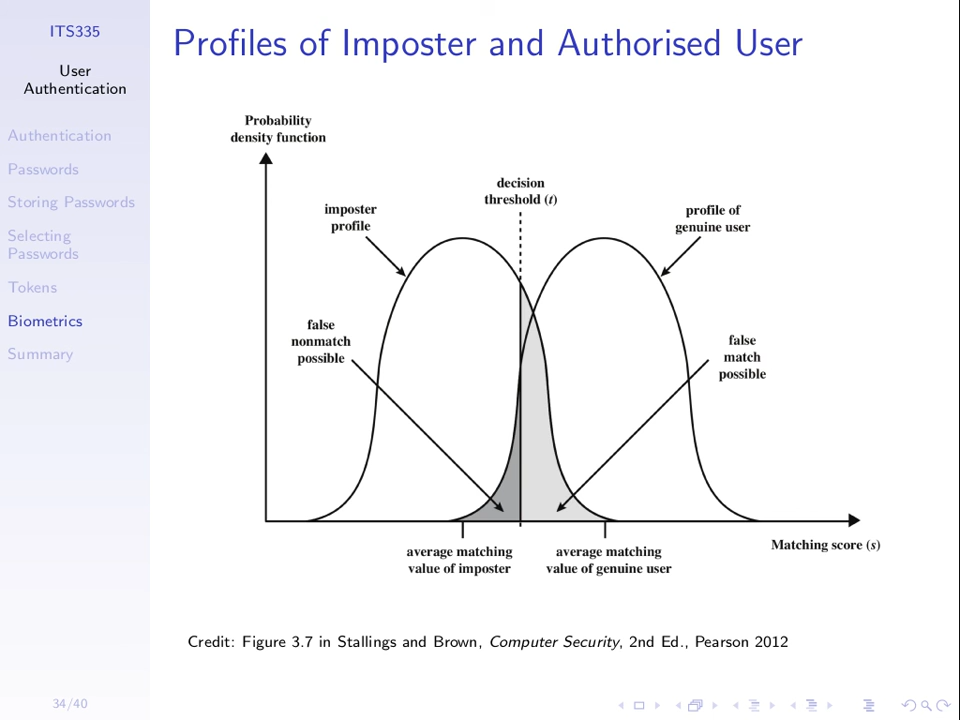 ITS335
User
Authentication
Authentication
Passwords
Storing Passwords
Selecting
Passwords
Tokens
Biometrics
Summary
34/40
Profiles of Imposter and Authorised User
Probability
density function
decision
threshold (t)
imposter
profile
profile of
genuine user
false
nonmatch
possible
false
match
possible
average matching
value of imposter
average matching
value of genuine user
Matching score (s)
Credit: Figure 3.7 in Stallings and Brown, Computer Security, 2nd Ed., Pearson 2012